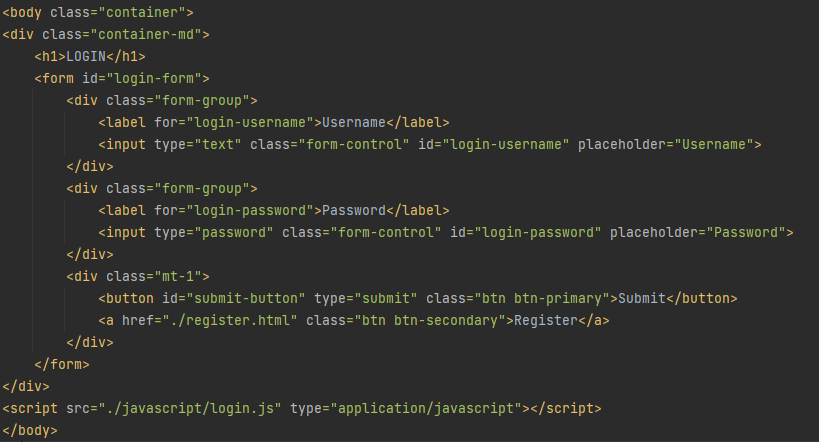 <body class="container">
<div class="container-md">
    <h1>LOGIN</h1>
    <form id="login-form">
        <div class="form-group">
            <label for="login-username">Username</label>
            <input type="text" class="form-control" id="login-username" placeholder="Username">
        </div>
        <div class="form-group">
            <label for="login-password">Password</label>
            <input type="password" class="form-control" id="login-password" placeholder="Password">
        </div>
        <div class="mt-1">
            <button id="submit-button" type="submit" class="btn btn-primary">Submit</button>
            <a href="./register.html" class="btn btn-secondary">Register</a>
        </div>
    </form>
</div>
<script src="./javascript/login.js" type="application/javascript"></script>
</body>